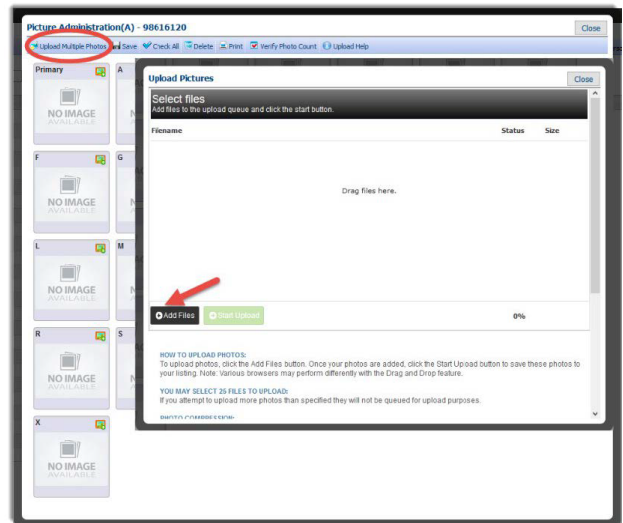 Picture Administration(A) - 98616120
Close
Upload Multiple Photos Save Check All Delete Print Verify Photo Count Upload Help
Primary
A
NO IMAGE
AVAILABLE
Upload Pictures
Close
Select files
Add files to the upload queue and click the start button.
Filename Status Size
Drag files here.
F
G
NO IMAGE
AVAILABLE
L
M
NO IMAGE
AVAILABLE
Add Files
Start Upload
0%
R
S
NO IMAGE
AVAILABLE
HOW TO UPLOAD PHOTOS:
To upload photos, click the Add Files button. Once your photos are added, click the Start Upload button to save these photos to
your listing. Note: Various browsers may perform differently with the Drag and Drop feature.
YOU MAY SELECT 25 FILES TO UPLOAD:
If you attempt to upload more photos than specified they will not be queued for upload purposes.
PHOTO COMPRESSION:
X
NO IMAGE
AVAILABLE